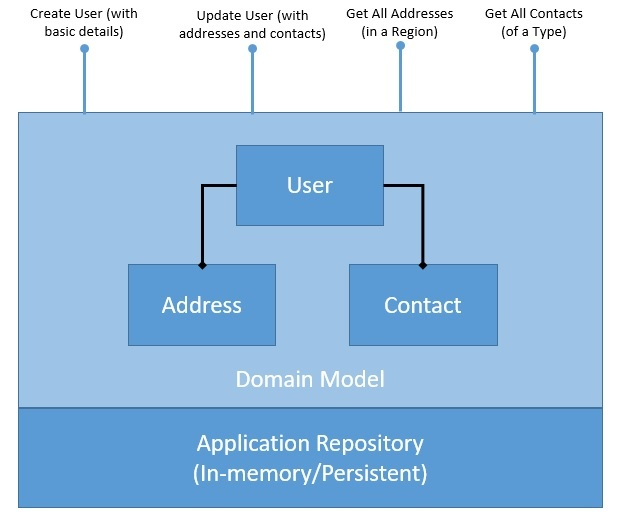 Create User (with
basic details)
Update User (with
addresses and contacts)
Get All Addresses
(in a Region)
Get All Contacts
(of a Type)
User
Address
Contact
Domain Model
Application Repository
(In-memory/Persistent)